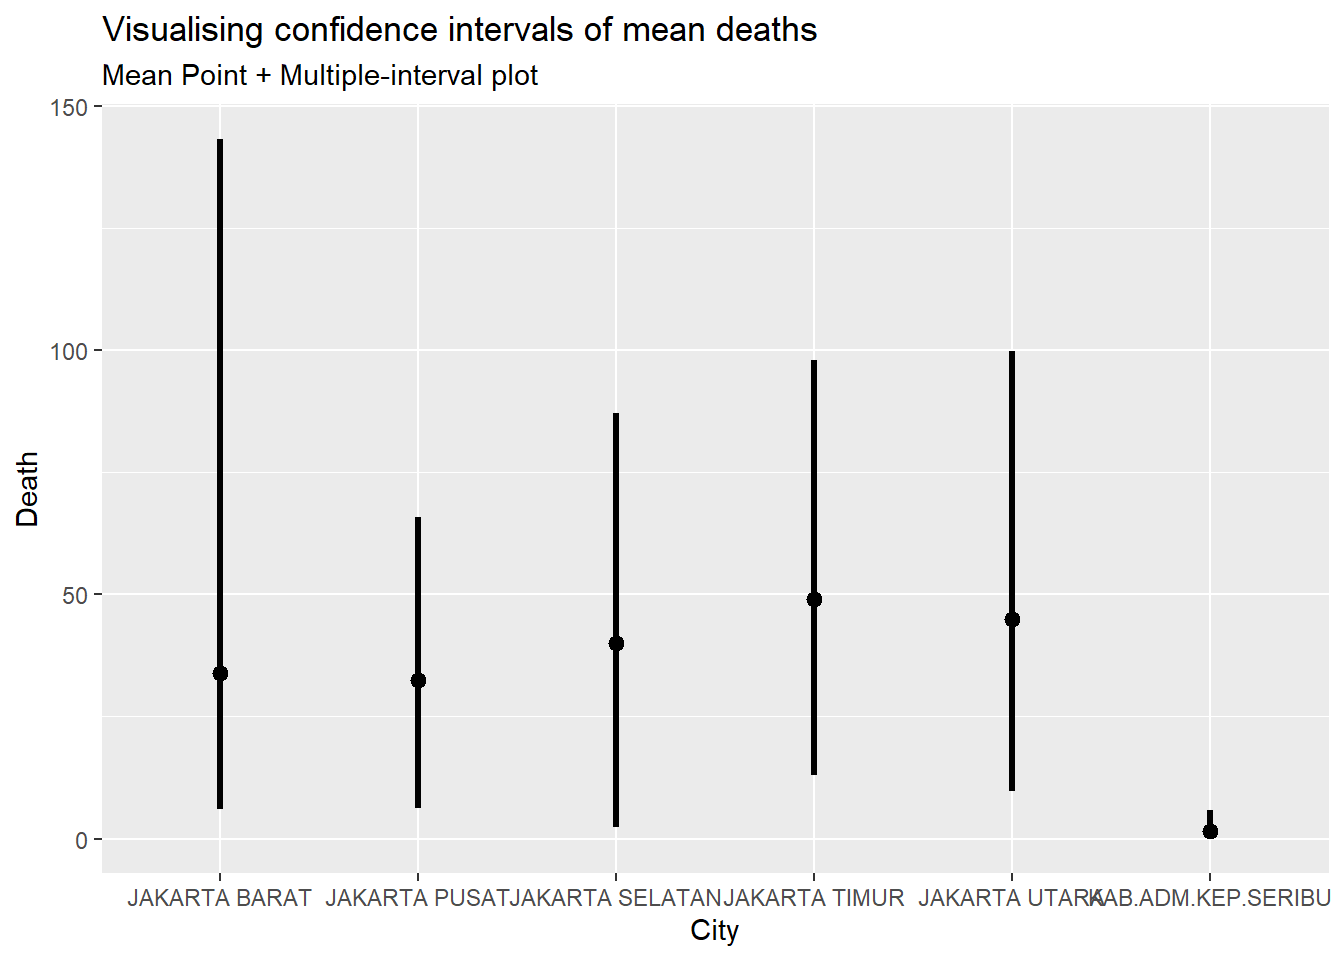 Visualising confidence intervals of mean deaths
Mean Point + Multiple-interval plot
150
100
50
0
Death
JAKARTA BARAT
JAKARTA PUSAT
JAKARTA SELATAN
JAKARTA TIMUR
JAKARTA UTARA
KAB.ADM.KEP.SERIBU
City